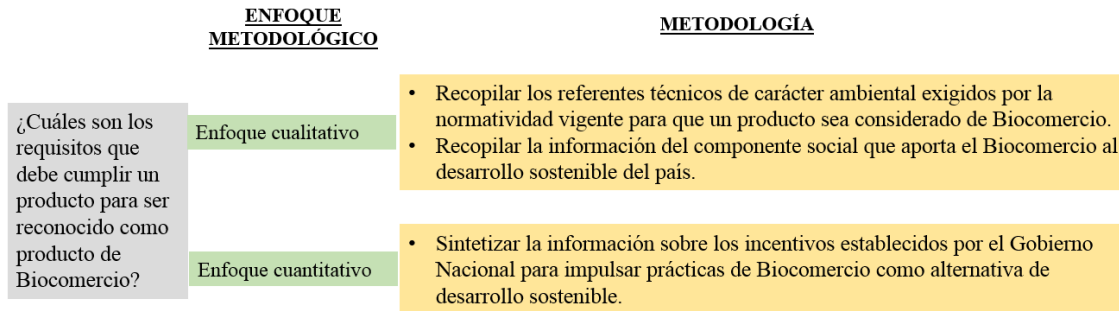 ENFOQUE
METODOLÓGICO
METODOLOGÍA
¿Cuáles son los
requisitos que
debe cumplir un
producto para ser
reconocido como
producto de
Biocomercio?
Enfoque cualitativo
• Recopilar los referentes técnicos de carácter ambiental exigidos por la
normatividad vigente para que un producto sea considerado de Biocomercio.
• Recopilar la información del componente social que aporta el Biocomercio al
desarrollo sostenible del país.
Enfoque cuantitativo
• Sintetizar la información sobre los incentivos establecidos por el Gobierno
Nacional para impulsar prácticas de Biocomercio como alternativa de
desarrollo sostenible.